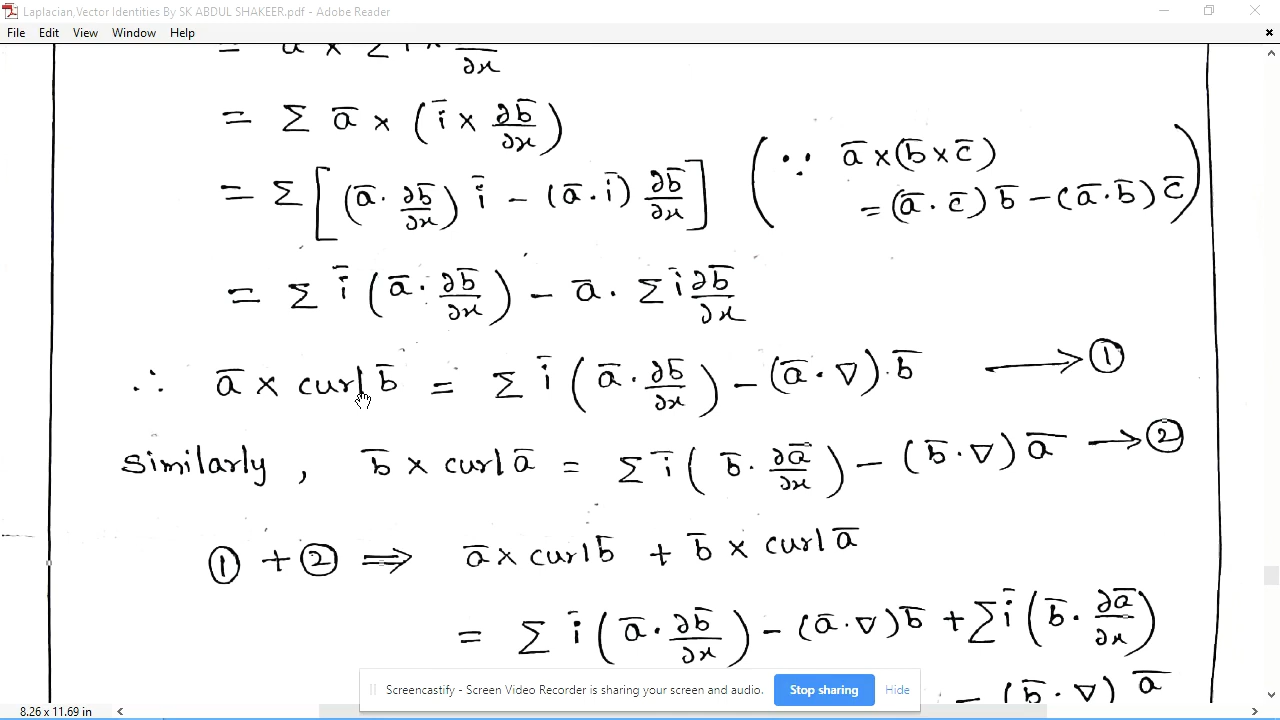 Laplacian,Vector Identities By SK ABDUL SHAKEER.pdf - Adobe Reader
File Edit View Window Help
∂x
= Σ a̅ × (i̅ × ∂b̅/∂x)
= Σ [(a̅ · ∂b̅/∂x) i̅ − (a̅ · i̅) ∂b̅/∂x] (∵ a̅ × (b̅ × c̅)
= (a̅ · c̅) b̅ − (a̅ · b̅) c̅)
= Σ i̅ (a̅ · ∂b̅/∂x) − a̅ · Σ i̅ ∂b̅/∂x
∴ a̅ × curl b̅ = Σ i̅ (a̅ · ∂b̅/∂x) − (a̅ · ∇) · b̅ ⟶ ①
Similarly , b̅ × curl a̅ = Σ i̅ (b̅ · ∂a̅/∂x) − (b̅ · ∇) a̅ ⟶ ②
① + ② ⟹ a̅ × curl b̅ + b̅ × curl a̅
= Σ i̅ (a̅ · ∂b̅/∂x) − (a̅ · ∇) b̅ + Σ i̅ (b̅ · ∂a̅/∂x)
− (b̅ · ∇) a̅
Screencastify - Screen Video Recorder is sharing your screen and audio. Stop sharing Hide
8.26 x 11.69 in